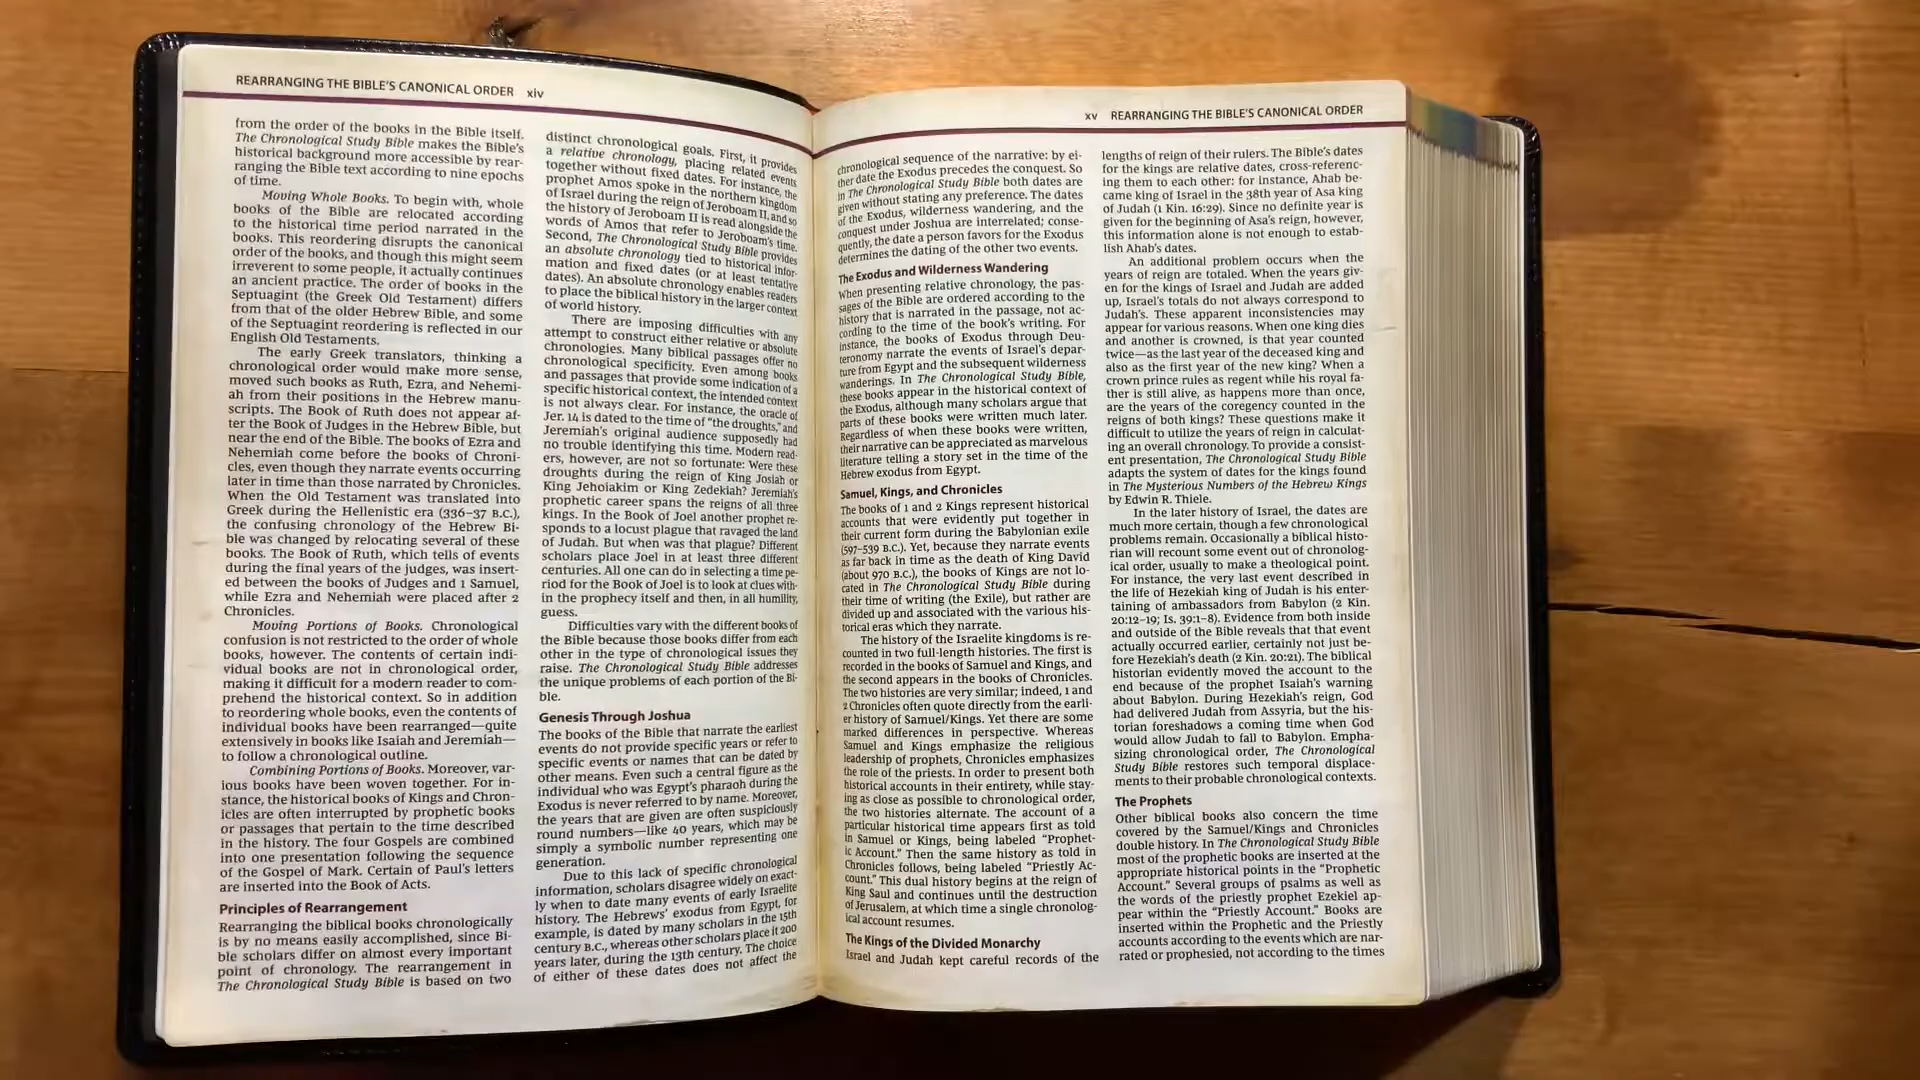 REARRANGING THE BIBLE'S CANONICAL ORDER xiv
from the order of the books in the Bible itself.
The Chronological Study Bible makes the Bible's
historical background more accessible by rear-
ranging the Bible text according to nine epochs
of time.
Moving Whole Books. To begin with, whole
books of the Bible are relocated according
to the historical time period narrated in the
books. This reordering disrupts the canonical
order of the books, and though this might seem
irreverent to some people, it actually continues
an ancient practice. The order of books in the
Septuagint (the Greek Old Testament) differs
from that of the older Hebrew Bible, and some
of the Septuagint reordering is reflected in our
English Old Testaments.
The early Greek translators, thinking a
chronological order would make more sense,
moved such books as Ruth, Ezra, and Nehemi-
ah from their positions in the Hebrew manu-
scripts. The Book of Ruth does not appear af-
ter the Book of Judges in the Hebrew Bible, but
near the end of the Bible. The books of Ezra and
Nehemiah come before the books of Chroni-
cles, even though they narrate events occurring
later in time than those narrated by Chronicles.
When the Old Testament was translated into
Greek during the Hellenistic era (336–37 B.C.),
the confusing chronology of the Hebrew Bi-
ble was changed by relocating several of these
books. The Book of Ruth, which tells of events
during the final years of the judges, was insert-
ed between the books of Judges and 1 Samuel,
while Ezra and Nehemiah were placed after 2
Chronicles.
Moving Portions of Books. Chronological
confusion is not restricted to the order of whole
books, however. The contents of certain indi-
vidual books are not in chronological order,
making it difficult for a modern reader to com-
prehend the historical context. So in addition
to reordering whole books, even the contents of
individual books have been rearranged—quite
extensively in books like Isaiah and Jeremiah—
to follow a chronological outline.
Combining Portions of Books. Moreover, var-
ious books have been woven together. For in-
stance, the historical books of Kings and Chron-
icles are often interrupted by prophetic books
or passages that pertain to the time described
in the history. The four Gospels are combined
into one presentation following the sequence
of the Gospel of Mark. Certain of Paul's letters
are inserted into the Book of Acts.
Principles of Rearrangement
Rearranging the biblical books chronologically
is by no means easily accomplished, since Bi-
ble scholars differ on almost every important
point of chronology. The rearrangement in
The Chronological Study Bible is based on two
distinct chronological goals. First, it provides
a relative chronology, placing related events
together without fixed dates. For instance, the
prophet Amos spoke in the northern kingdom
of Israel during the reign of Jeroboam II, and so
the history of Jeroboam II is read alongside the
words of Amos that refer to Jeroboam's time.
Second, The Chronological Study Bible provides
an absolute chronology tied to historical infor-
mation and fixed dates (or at least tentative
dates). An absolute chronology enables readers
to place the biblical history in the larger context
of world history.
There are imposing difficulties with any
attempt to construct either relative or absolute
chronologies. Many biblical passages offer no
chronological specificity. Even among books
and passages that provide some indication of a
specific historical context, the intended context
is not always clear. For instance, the oracle of
Jer. 14 is dated to the time of "the droughts," and
Jeremiah's original audience supposedly had
no trouble identifying this time. Modern read-
ers, however, are not so fortunate: Were these
droughts during the reign of King Josiah or
King Jehoiakim or King Zedekiah? Jeremiah's
prophetic career spans the reigns of all three
kings. In the Book of Joel another prophet re-
sponds to a locust plague that ravaged the land
of Judah. But when was that plague? Different
scholars place Joel in at least three different
centuries. All one can do in selecting a time pe-
riod for the Book of Joel is to look at clues with-
in the prophecy itself and then, in all humility,
guess.
Difficulties vary with the different books of
the Bible because those books differ from each
other in the type of chronological issues they
raise. The Chronological Study Bible addresses
the unique problems of each portion of the Bi-
ble.
Genesis Through Joshua
The books of the Bible that narrate the earliest
events do not provide specific years or refer to
specific events or names that can be dated by
other means. Even such a central figure as the
individual who was Egypt's pharaoh during the
Exodus is never referred to by name. Moreover,
the years that are given are often suspiciously
round numbers—like 40 years, which may be
simply a symbolic number representing one
generation.
Due to this lack of specific chronological
information, scholars disagree widely on exact-
ly when to date many events of early Israelite
history. The Hebrews' exodus from Egypt, for
example, is dated by many scholars in the 15th
century B.C., whereas other scholars place it 200
years later, during the 13th century. The choice
of either of these dates does not affect the
xv REARRANGING THE BIBLE'S CANONICAL ORDER
chronological sequence of the narrative: by ei-
ther date the Exodus precedes the conquest. So
in The Chronological Study Bible both dates are
given without stating any preference. The dates
of the Exodus, wilderness wandering, and the
conquest under Joshua are interrelated; conse-
quently, the date a person favors for the Exodus
determines the dating of the other two events.
The Exodus and Wilderness Wandering
When presenting relative chronology, the pas-
sages of the Bible are ordered according to the
history that is narrated in the passage, not ac-
cording to the time of the book's writing. For
instance, the books of Exodus through Deu-
teronomy narrate the events of Israel's depar-
ture from Egypt and the subsequent wilderness
wanderings. In The Chronological Study Bible,
these books appear in the historical context of
the Exodus, although many scholars argue that
parts of these books were written much later.
Regardless of when these books were written,
their narrative can be appreciated as marvelous
literature telling a story set in the time of the
Hebrew exodus from Egypt.
Samuel, Kings, and Chronicles
The books of 1 and 2 Kings represent historical
accounts that were evidently put together in
their current form during the Babylonian exile
(597–539 B.C.). Yet, because they narrate events
as far back in time as the death of King David
(about 970 B.C.), the books of Kings are not lo-
cated in The Chronological Study Bible during
their time of writing (the Exile), but rather are
divided up and associated with the various his-
torical eras which they narrate.
The history of the Israelite kingdoms is re-
counted in two full-length histories. The first is
recorded in the books of Samuel and Kings, and
the second appears in the books of Chronicles.
The two histories are very similar; indeed, 1 and
2 Chronicles often quote directly from the earli-
er history of Samuel/Kings. Yet there are some
marked differences in perspective. Whereas
Samuel and Kings emphasize the religious
leadership of prophets, Chronicles emphasizes
the role of the priests. In order to present both
historical accounts in their entirety, while stay-
ing as close as possible to chronological order,
the two histories alternate. The account of a
particular historical time appears first as told
in Samuel or Kings, being labeled "Prophet-
ic Account." Then the same history as told in
Chronicles follows, being labeled "Priestly Ac-
count." This dual history begins at the reign of
King Saul and continues until the destruction
of Jerusalem, at which time a single chronolog-
ical account resumes.
The Kings of the Divided Monarchy
Israel and Judah kept careful records of the
lengths of reign of their rulers. The Bible's dates
for the kings are relative dates, cross-referenc-
ing them to each other: for instance, Ahab be-
came king of Israel in the 38th year of Asa king
of Judah (1 Kin. 16:29). Since no definite year is
given for the beginning of Asa's reign, however,
this information alone is not enough to estab-
lish Ahab's dates.
An additional problem occurs when the
years of reign are totaled. When the years giv-
en for the kings of Israel and Judah are added
up, Israel's totals do not always correspond to
Judah's. These apparent inconsistencies may
appear for various reasons. When one king dies
and another is crowned, is that year counted
twice—as the last year of the deceased king and
also as the first year of the new king? When a
crown prince rules as regent while his royal fa-
ther is still alive, as happens more than once,
are the years of the coregency counted in the
reigns of both kings? These questions make it
difficult to utilize the years of reign in calculat-
ing an overall chronology. To provide a consist-
ent presentation, The Chronological Study Bible
adapts the system of dates for the kings found
in The Mysterious Numbers of the Hebrew Kings
by Edwin R. Thiele.
In the later history of Israel, the dates are
much more certain, though a few chronological
problems remain. Occasionally a biblical histo-
rian will recount some event out of chronolog-
ical order, usually to make a theological point.
For instance, the very last event described in
the life of Hezekiah king of Judah is his enter-
taining of ambassadors from Babylon (2 Kin.
20:12–19; Is. 39:1–8). Evidence from both inside
and outside of the Bible reveals that that event
actually occurred earlier, certainly not just be-
fore Hezekiah's death (2 Kin. 20:21). The biblical
historian evidently moved the account to the
end because of the prophet Isaiah's warning
about Babylon. During Hezekiah's reign, God
had delivered Judah from Assyria, but the his-
torian foreshadows a coming time when God
would allow Judah to fall to Babylon. Empha-
sizing chronological order, The Chronological
Study Bible restores such temporal displace-
ments to their probable chronological contexts.
The Prophets
Other biblical books also concern the time
covered by the Samuel/Kings and Chronicles
double history. In The Chronological Study Bible
most of the prophetic books are inserted at the
appropriate historical points in the "Prophetic
Account." Several groups of psalms as well as
the words of the priestly prophet Ezekiel ap-
pear within the "Priestly Account." Books are
inserted within the Prophetic and the Priestly
accounts according to the events which are nar-
rated or prophesied, not according to the times